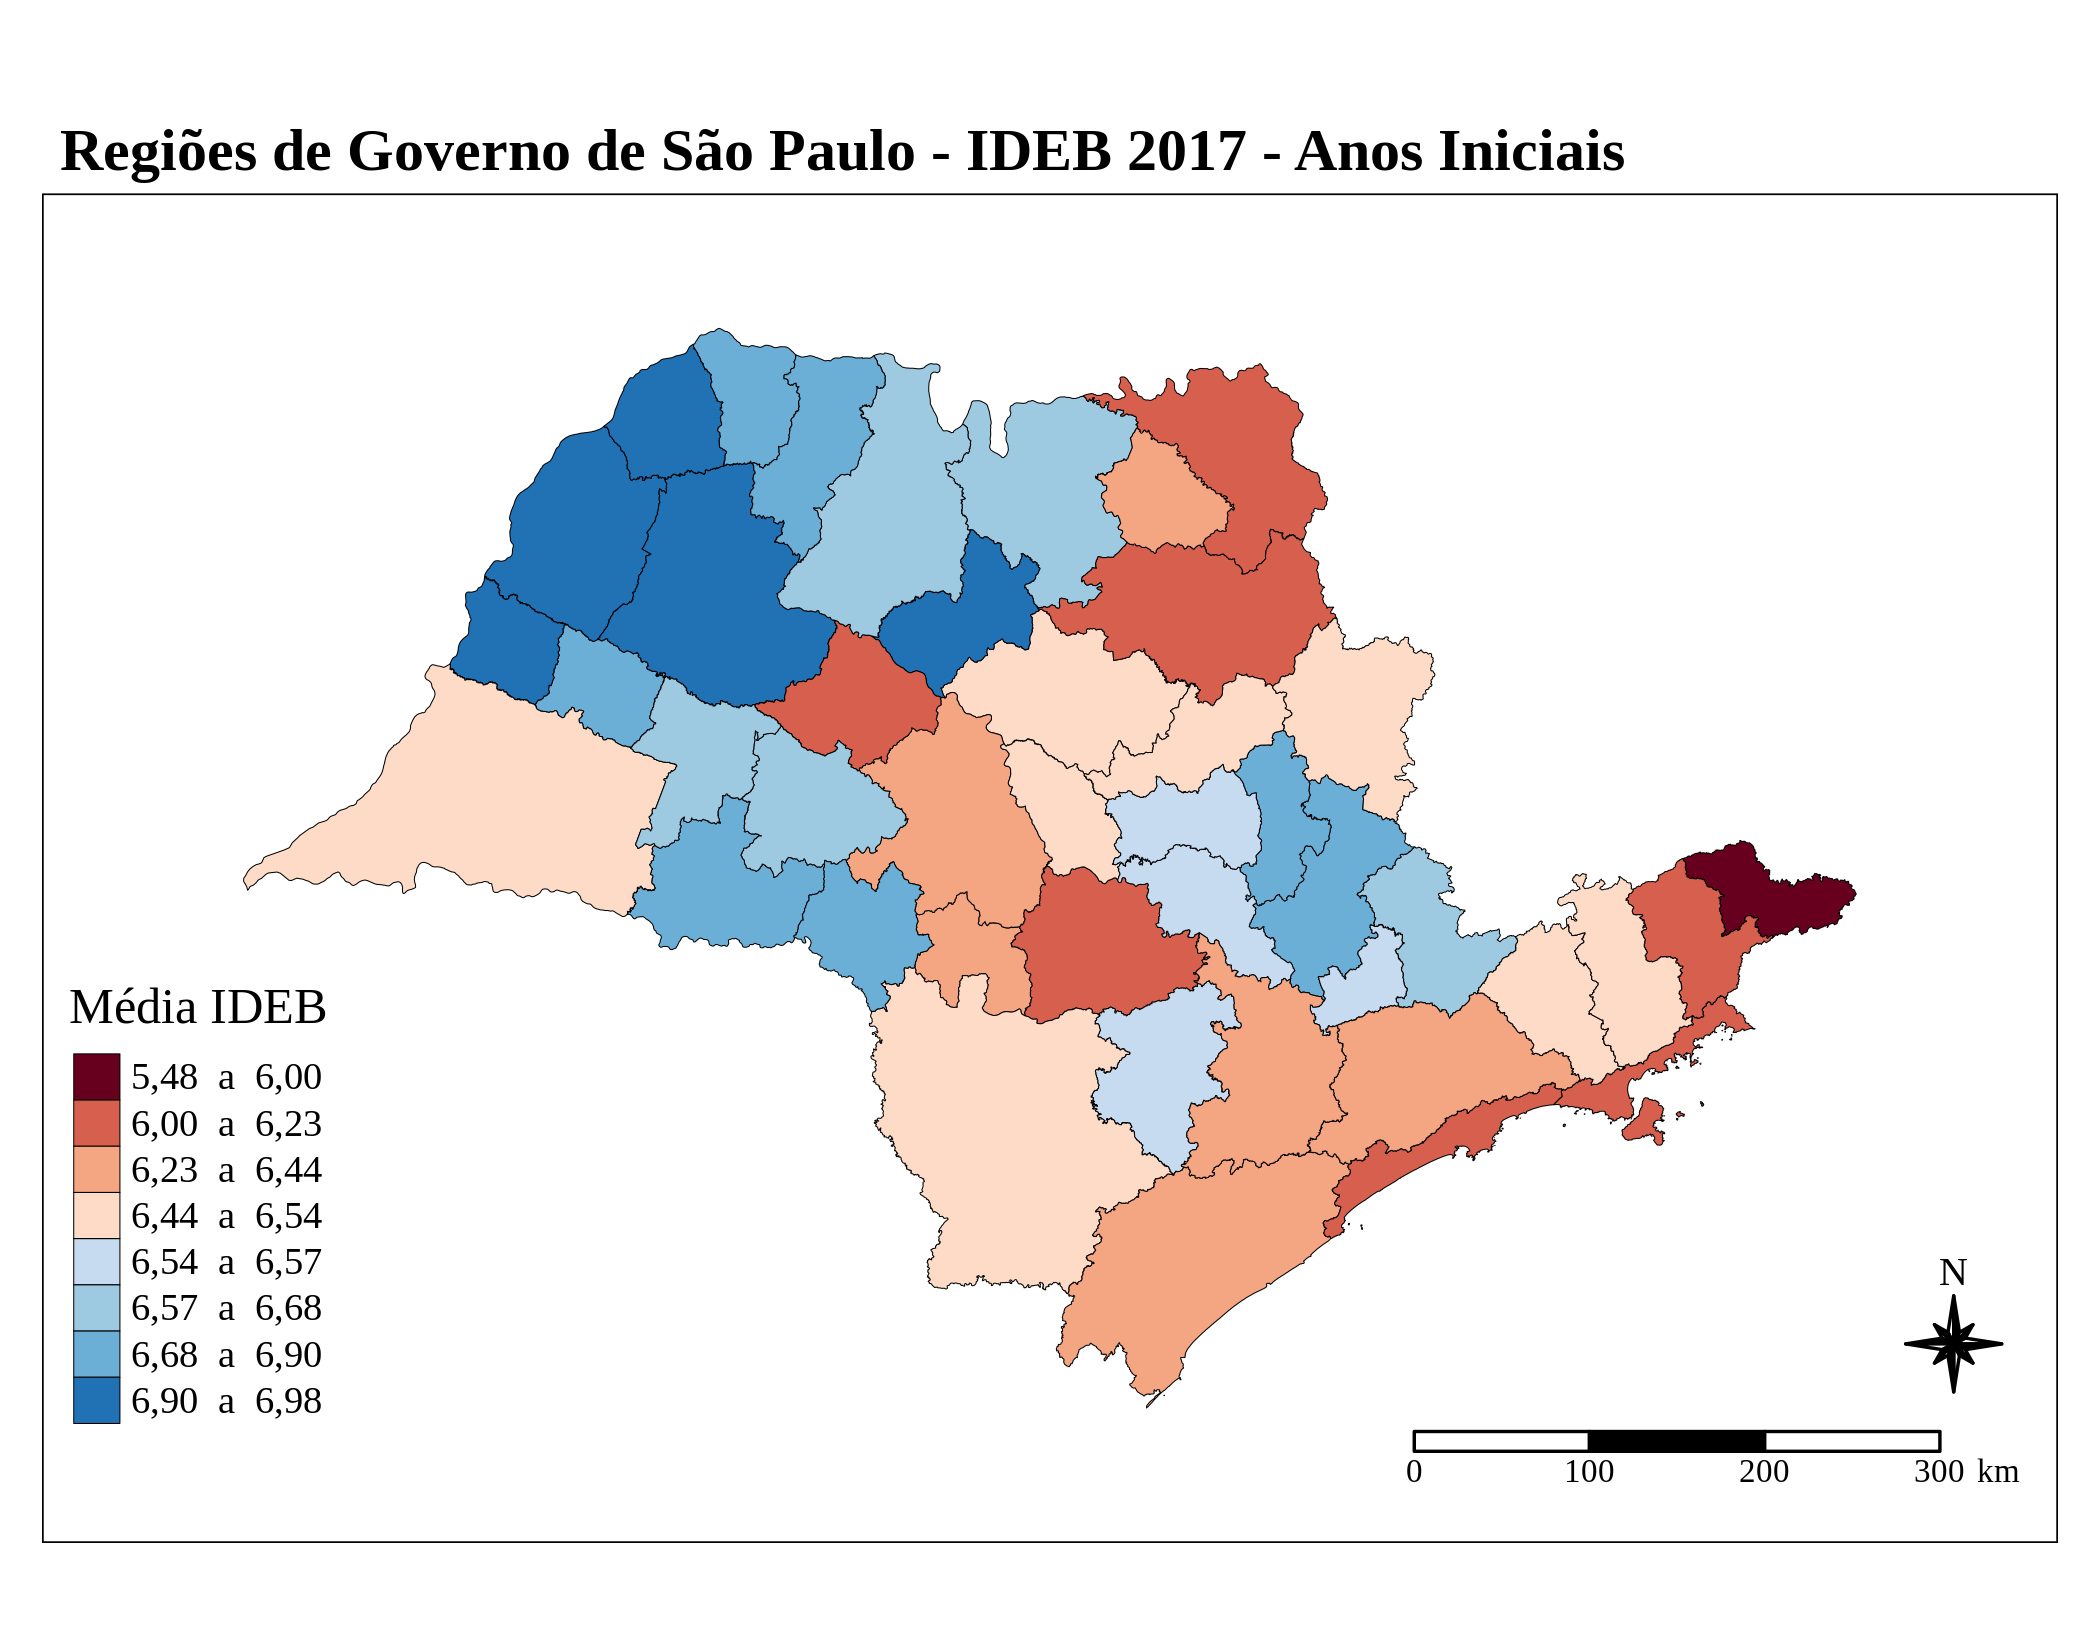 Regiões de Governo de São Paulo - IDEB 2017 - Anos Iniciais
Média IDEB
5,48 a 6,00
6,00 a 6,23
6,23 a 6,44
6,44 a 6,54
6,54 a 6,57
6,57 a 6,68
6,68 a 6,90
6,90 a 6,98
N
0 100 200 300 km